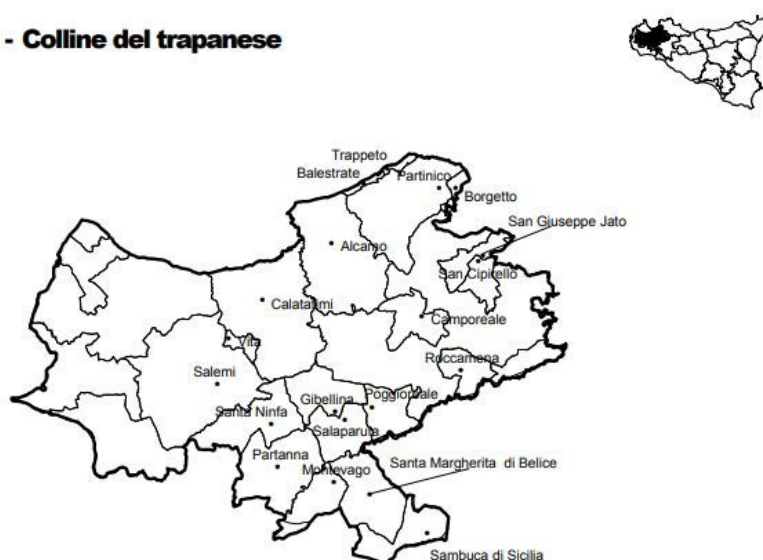 - Colline del trapanese
Trappeto
Balestrate
Partinico
Borgetto
San Giuseppe Jato
Alcamo
San Cipirello
Calatafimi
Camporeale
Vita
Roccamena
Salemi
Gibellina
Poggioreale
Santa Ninfa
Salaparuta
Partanna
Montevago
Santa Margherita di Belice
Sambuca di Sicilia